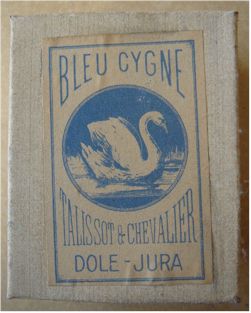 BLEU CYGNE
TALISSOT & CHEVALIER
DOLE-JURA